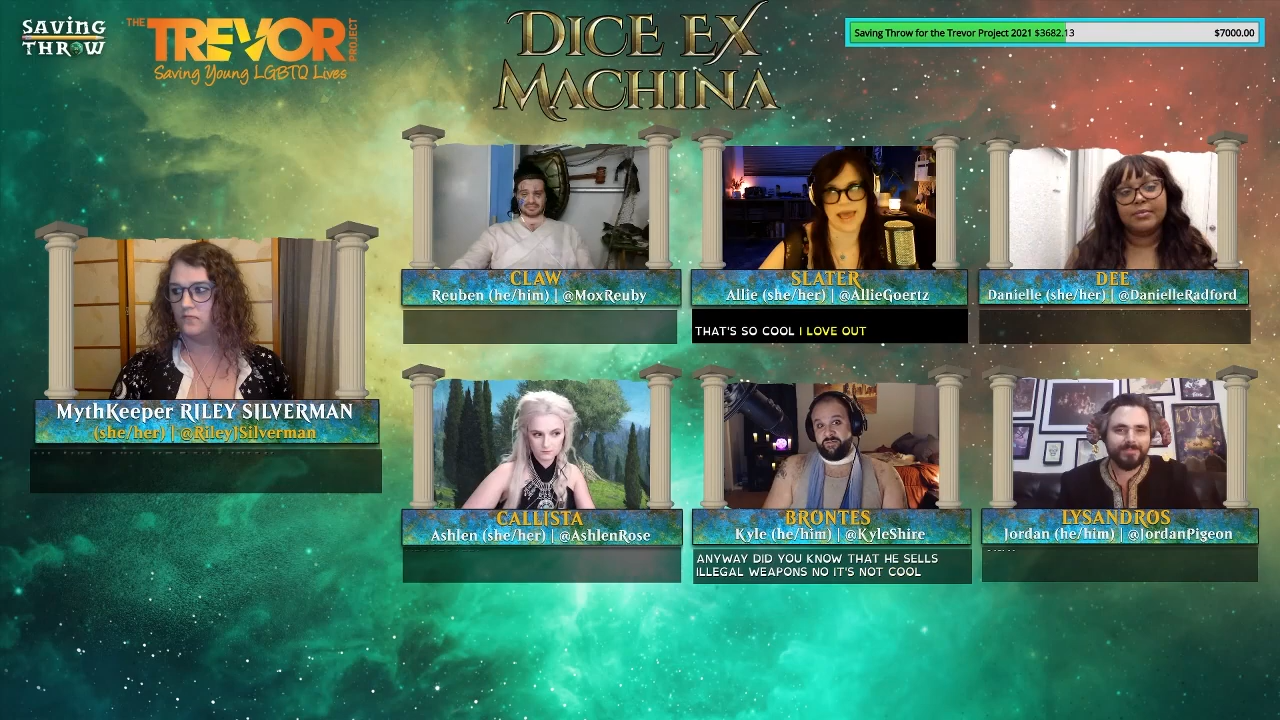 SAVING
THROW
THE
TREVOR
PROJECT
Saving Young LGBTQ Lives
DICE EX
MACHINA
Saving Throw for the Trevor Project 2021 $3682.13
$7000.00
CLAW
Reuben (he/him) | @MoxReuby
SLATER
Allie (she/her) | @AllieGoertz
THAT'S SO COOL I LOVE OUT
DEE
Danielle (she/her) | @DanielleRadford
MythKeeper RILEY SILVERMAN
(she/her) | @RileyJSilverman
CALLISTA
Ashlen (she/her) | @AshlenRose
BRONTES
Kyle (he/him) | @KyleShire
ANYWAY DID YOU KNOW THAT HE SELLS
ILLEGAL WEAPONS NO IT'S NOT COOL
LYSANDROS
Jordan (he/him) | @JordanPigeon